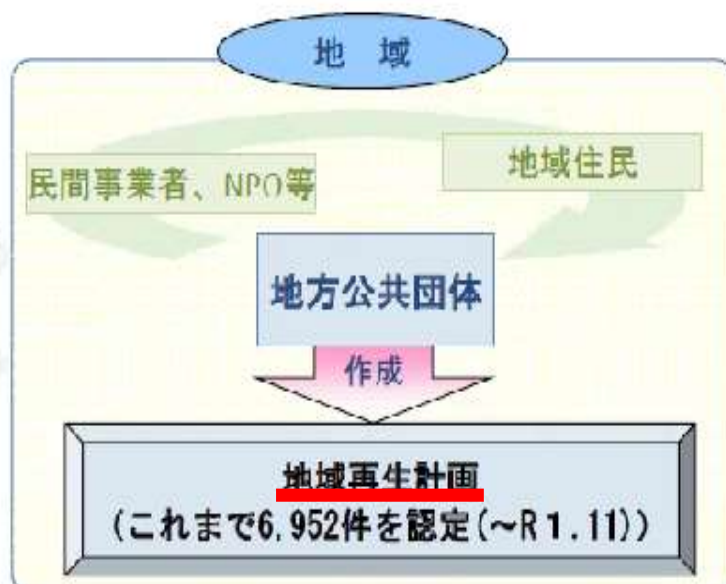 地 域
民間事業者、NPO等
地域住民
地方公共団体
作成
地域再生計画
(これまで6,952件を認定(～R１.11))